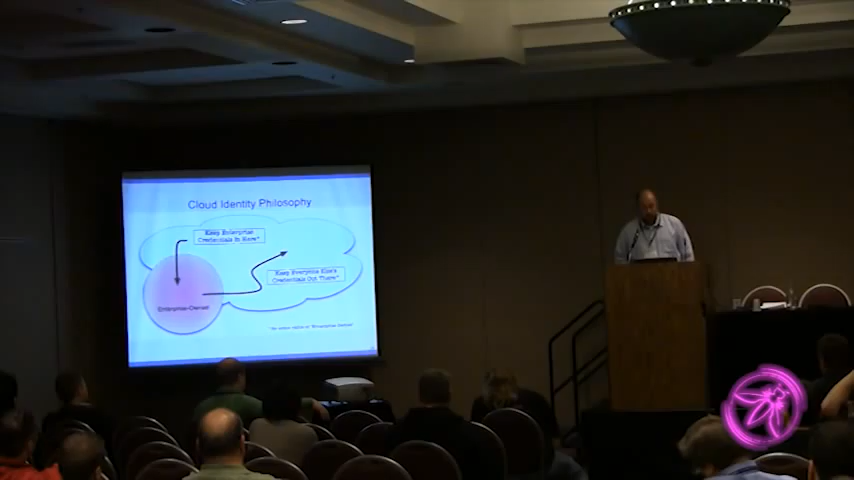 Cloud Identity Philosophy
Keep Enterprise
Credentials In Here*
Keep Everyone Else's
Credentials Out There*
Enterprise-Owned